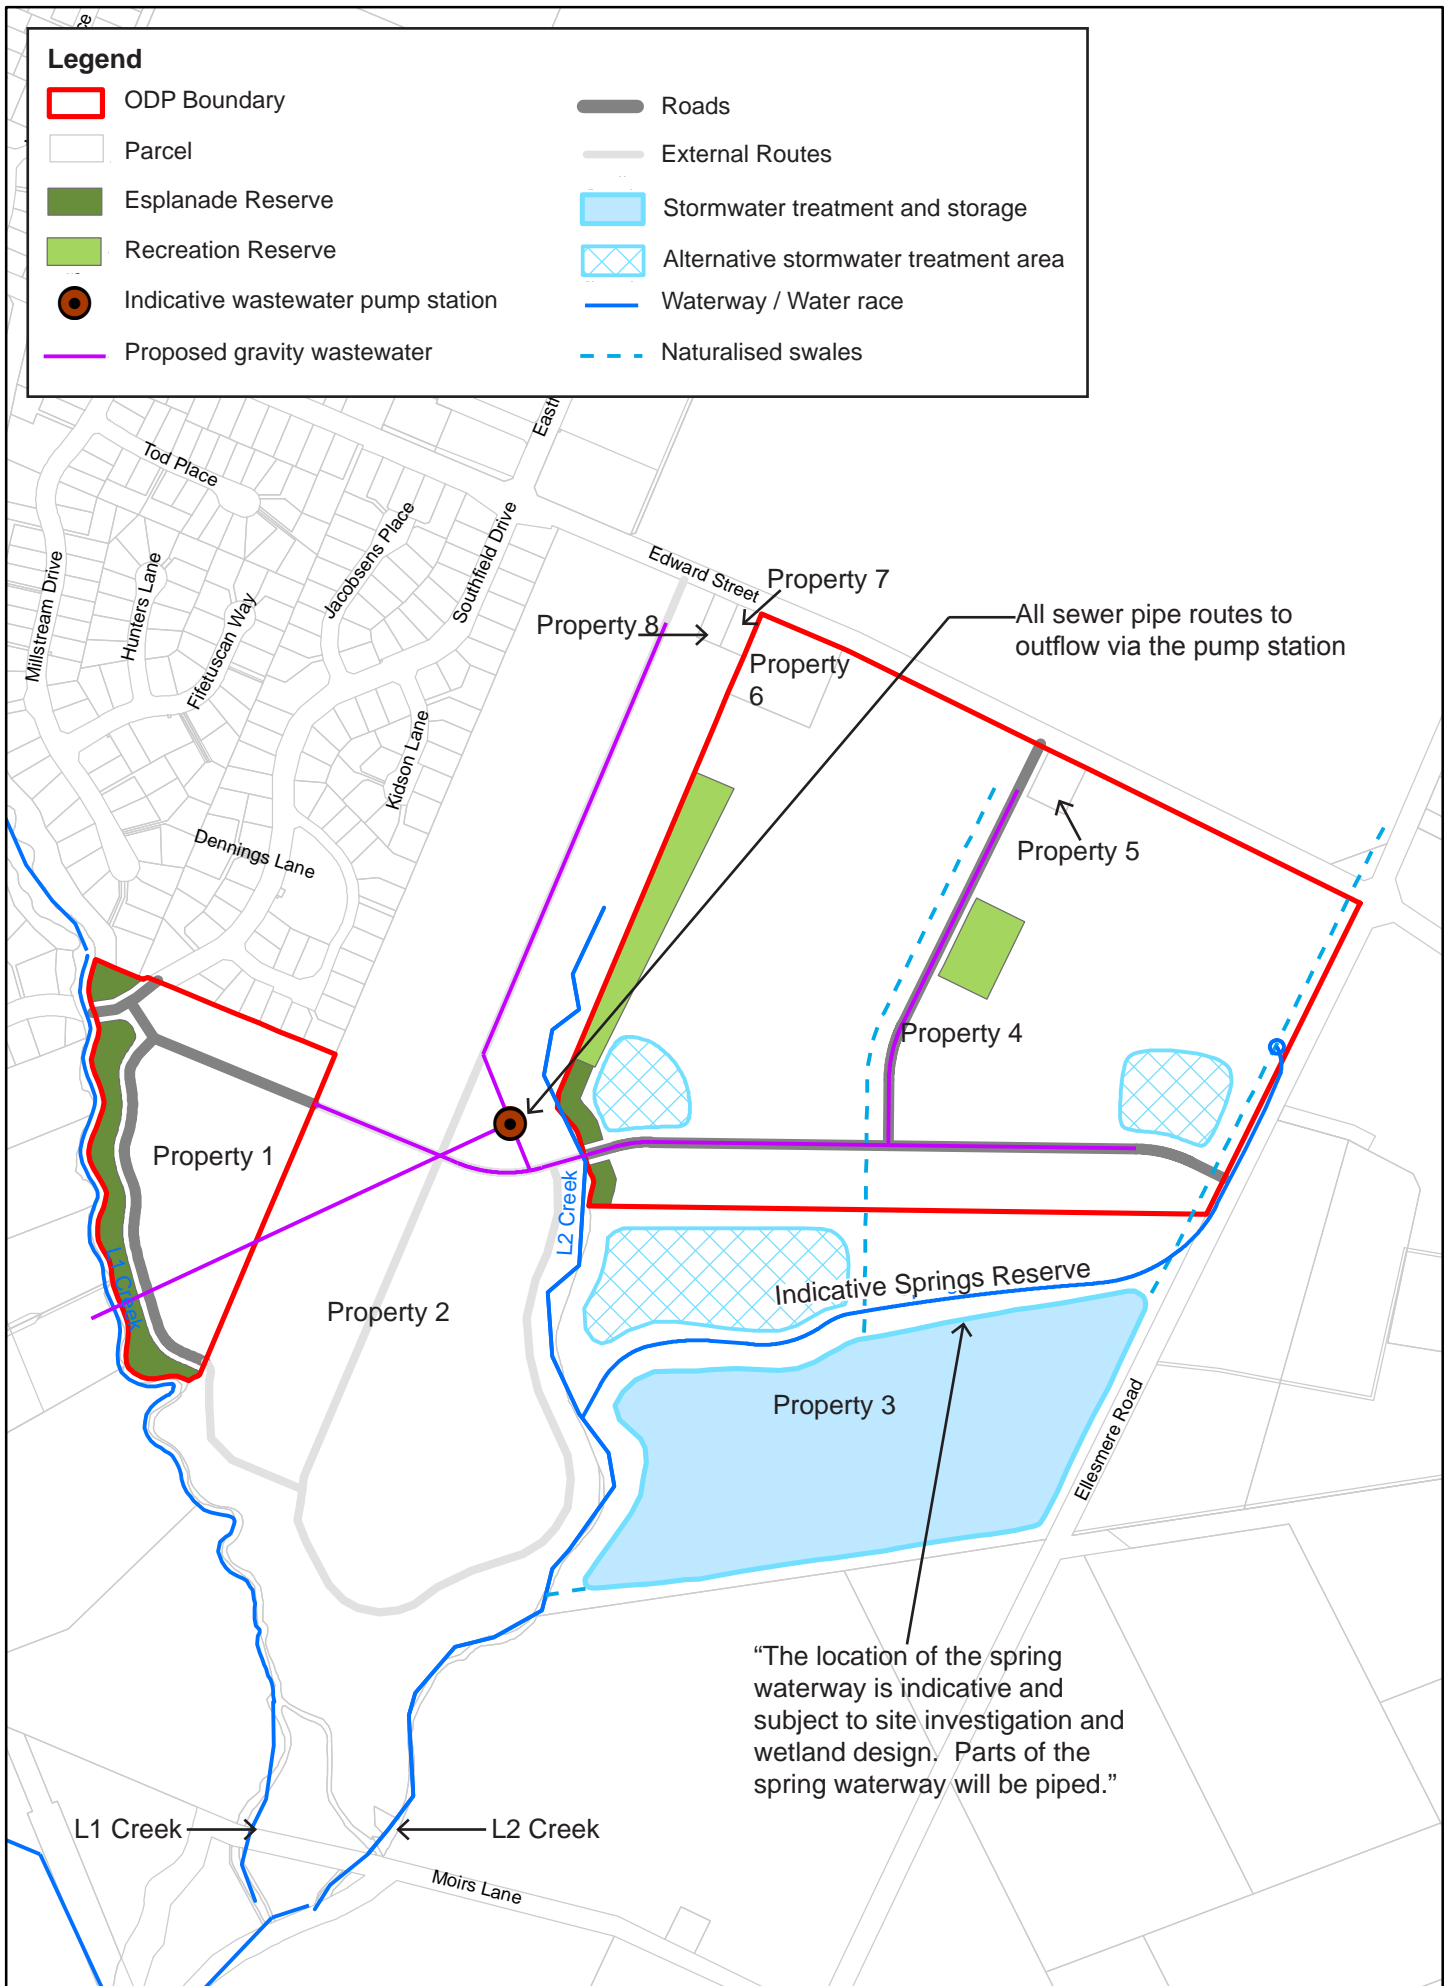 Legend
ODP Boundary
Parcel
Esplanade Reserve
Recreation Reserve
Indicative wastewater pump station
Proposed gravity wastewater
Roads
External Routes
Stormwater treatment and storage
Alternative stormwater treatment area
Waterway / Water race
Naturalised swales
Tod Place
Millstream Drive
Hunters Lane
Fifetuscan Way
Jacobsens Place
Southfield Drive
Kidson Lane
Dennings Lane
Edward Street
Property 7
Property 8
Property
6
All sewer pipe routes to
outflow via the pump station
Property 5
Property 4
Property 1
L1 Creek
L2 Creek
Property 2
Indicative Springs Reserve
Property 3
Ellesmere Road
“The location of the spring
waterway is indicative and
subject to site investigation and
wetland design. Parts of the
spring waterway will be piped.”
L1 Creek
L2 Creek
Moirs Lane